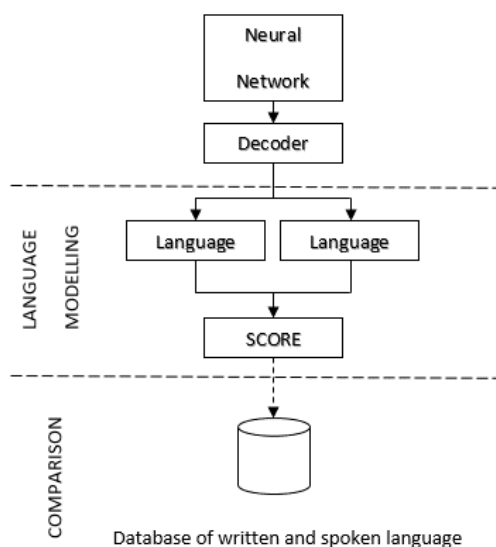 Neural
Network
Decoder
LANGUAGE
MODELLING
Language
Language
SCORE
COMPARISON
Database of written and spoken language